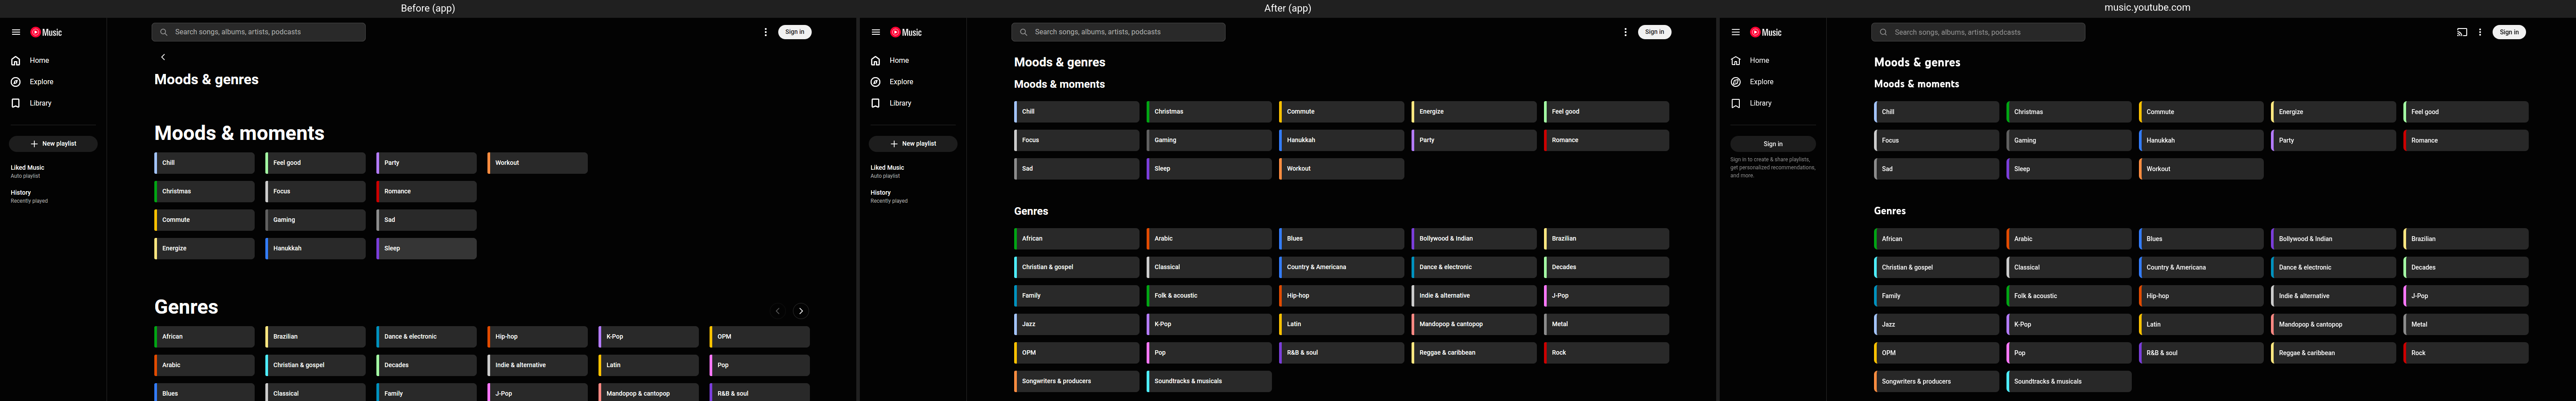 Before (app)
Music
Search songs, albums, artists, podcasts
Sign in
Home
Explore
Library
New playlist
Liked Music
Auto playlist
History
Recently played
Moods & genres
Moods & moments
Chill Feel good Party Workout
Christmas Focus Romance
Commute Gaming Sad
Energize Hanukkah Sleep
Genres
African Brazilian Dance & electronic Hip-hop K-Pop OPM
Arabic Christian & gospel Decades Indie & alternative Latin Pop
Blues Classical Family J-Pop Mandopop & cantopop R&B & soul
After (app)
Music
Search songs, albums, artists, podcasts
Sign in
Home
Explore
Library
New playlist
Liked Music
Auto playlist
History
Recently played
Moods & genres
Moods & moments
Chill Christmas Commute Energize Feel good
Focus Gaming Hanukkah Party Romance
Sad Sleep Workout
Genres
African Arabic Blues Bollywood & Indian Brazilian
Christian & gospel Classical Country & Americana Dance & electronic Decades
Family Folk & acoustic Hip-hop Indie & alternative J-Pop
Jazz K-Pop Latin Mandopop & cantopop Metal
OPM Pop R&B & soul Reggae & caribbean Rock
Songwriters & producers Soundtracks & musicals
music.youtube.com
Music
Search songs, albums, artists, podcasts
Sign in
Home
Explore
Library
Sign in
Sign in to create & share playlists,
get personalized recommendations,
and more.
Moods & genres
Moods & moments
Chill Christmas Commute Energize Feel good
Focus Gaming Hanukkah Party Romance
Sad Sleep Workout
Genres
African Arabic Blues Bollywood & Indian Brazilian
Christian & gospel Classical Country & Americana Dance & electronic Decades
Family Folk & acoustic Hip-hop Indie & alternative J-Pop
Jazz K-Pop Latin Mandopop & cantopop Metal
OPM Pop R&B & soul Reggae & caribbean Rock
Songwriters & producers Soundtracks & musicals